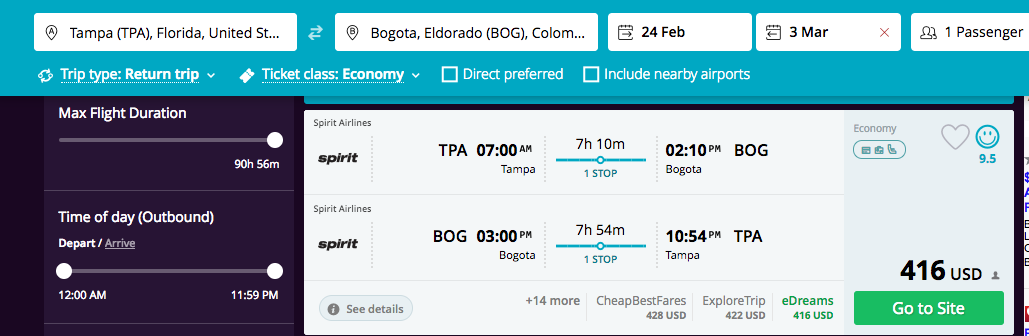 Tampa (TPA), Florida, United St...
Bogota, Eldorado (BOG), Colom...
24 Feb
3 Mar
1 Passenger
Trip type: Return trip
Ticket class: Economy
Direct preferred
Include nearby airports
Max Flight Duration
90h 56m
Time of day (Outbound)
Depart / Arrive
12:00 AM
11:59 PM
Spirit Airlines
spirit
TPA 07:00 AM
Tampa
7h 10m
1 STOP
02:10 PM BOG
Bogota
Spirit Airlines
spirit
BOG 03:00 PM
Bogota
7h 54m
1 STOP
10:54 PM TPA
Tampa
See details
+14 more
CheapBestFares
428 USD
ExploreTrip
422 USD
eDreams
416 USD
Economy
9.5
416 USD
Go to Site